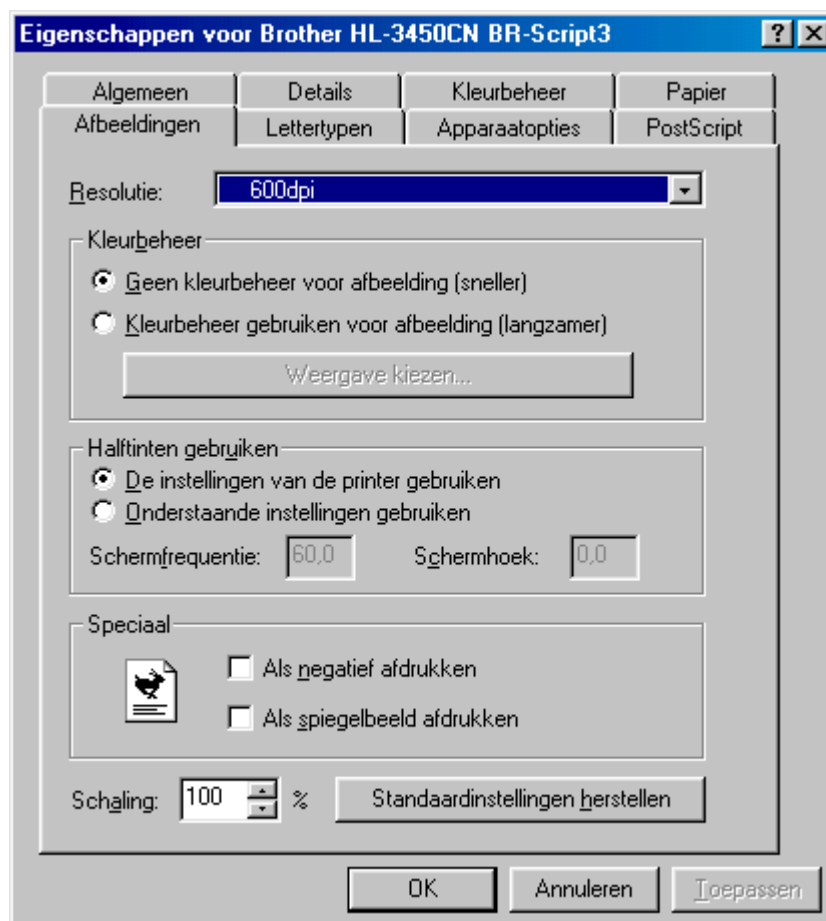 Eigenschappen voor Brother HL-3450CN BR-Script3
Algemeen Details Kleurbeheer Papier
Afbeeldingen Lettertypen Apparaatopties PostScript
Resolutie: 600dpi
Kleurbeheer
Geen kleurbeheer voor afbeelding (sneller)
Kleurbeheer gebruiken voor afbeelding (langzamer)
Weergave kiezen...
Halftinten gebruiken
De instellingen van de printer gebruiken
Onderstaande instellingen gebruiken
Schermfrequentie: 60,0 Schermhoek: 0,0
Speciaal
Als negatief afdrukken
Als spiegelbeeld afdrukken
Schaling: 100 % Standaardinstellingen herstellen
OK Annuleren Toepassen